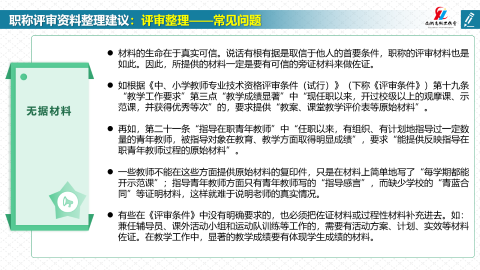 职称评审资料整理建议：评审整理——常见问题
无据材料
● 材料的生命在于真实可信。说话有根有据是取信于他人的首要条件，职称的评审材料也是
如此。因此，所提供的材料一定是要有可信的旁证材料来做佐证。
● 如根据《中、小学教师专业技术资格评审条件（试行）》（下称《评审条件》）第十九条
“教学工作要求”第三点“教学成绩显著”中“现任职以来，开过校级以上的观摩课、示
范课，并获得优秀等次”的，要求提供“教案、课堂教学评价表等原始材料”。
● 再如，第二十一条“指导在职青年教师”中“任职以来，有组织、有计划地指导过一定数
量的青年教师，被指导对象在教育、教学方面取得明显成绩”，要求“能提供反映指导在
职青年教师过程的原始材料”。
● 一些教师不能在这些方面提供原始材料的复印件，只是在材料上简单地写了“每学期都能
开示范课”；指导青年教师方面只有青年教师写的“指导感言”，而缺少学校的“青蓝合
同”等证明材料，这样就难于说明老师的真实情况。
● 有些在《评审条件》中没有明确要求的，也必须把佐证材料或过程性材料补充进去。如：
兼任辅导员、课外活动小组和运动队训练等工作的，需要有活动方案、计划、实效等材料
佐证。在教学工作中，显著的教学成绩要有体现学生成绩的材料。